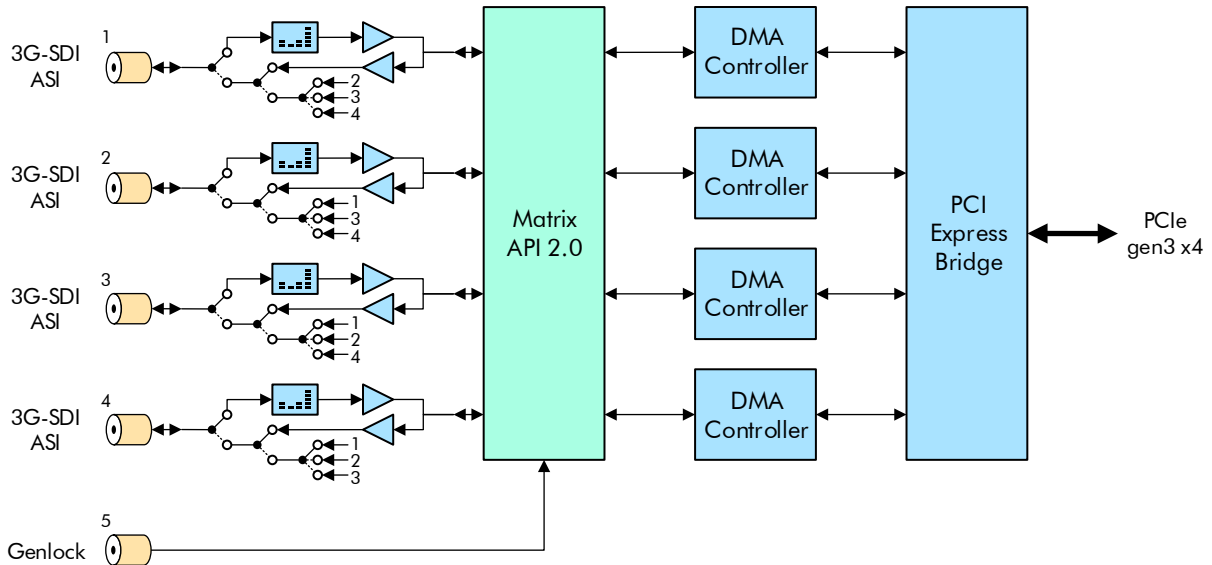 1
3G-SDI
ASI
2
3
4
2
3G-SDI
ASI
1
3
4
3
3G-SDI
ASI
1
2
4
4
3G-SDI
ASI
1
2
3
5
Genlock
Matrix
API 2.0
DMA
Controller
DMA
Controller
DMA
Controller
DMA
Controller
PCI
Express
Bridge
PCIe
gen3 x4